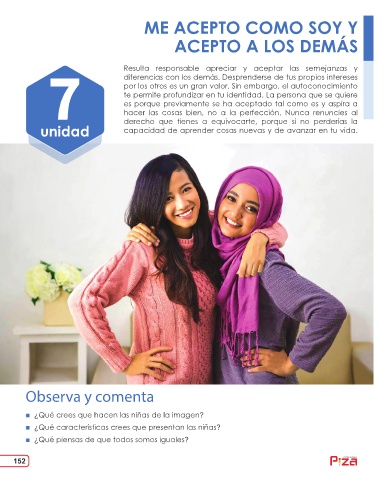 ME ACEPTO COMO SOY Y
ACEPTO A LOS DEMÁS
7
unidad
Resulta responsable apreciar y aceptar las semejanzas y
diferencias con los demás. Desprenderse de tus propios intereses
por los otros es un gran valor. Sin embargo, el autoconocimiento
te permite profundizar en tu identidad. La persona que se quiere
es porque previamente se ha aceptado tal como es y aspira a
hacer las cosas bien, no a la perfección. Nunca renuncies al
derecho que tienes a equivocarte, porque si no perderías la
capacidad de aprender cosas nuevas y de avanzar en tu vida.
Observa y comenta
¿Qué crees que hacen las niñas de la imagen?
¿Qué características crees que presentan las niñas?
¿Qué piensas de que todos somos iguales?
152